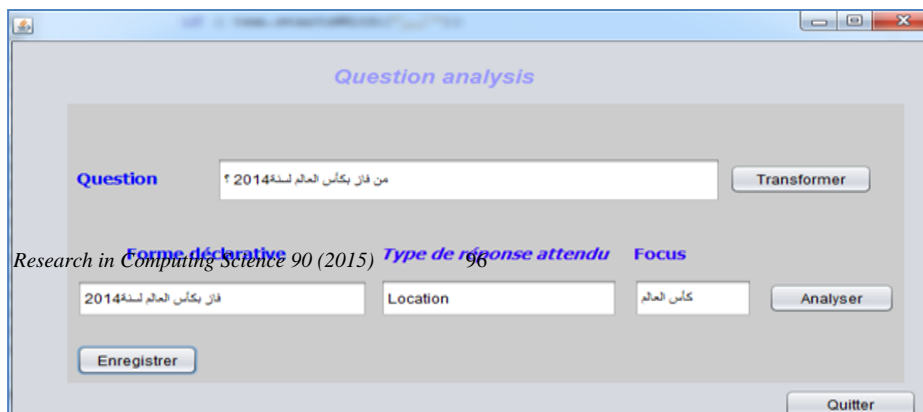 Question analysis
Question من فاز بكأس العالم لسنة2014 ؟ Transformer
Forme déclarative Type de réponse attendu Focus
Research in Computing Science 90 (2015) 96
فاز بكأس العالم لسنة2014 Location كأس العالم Analyser
Enregistrer
Quitter